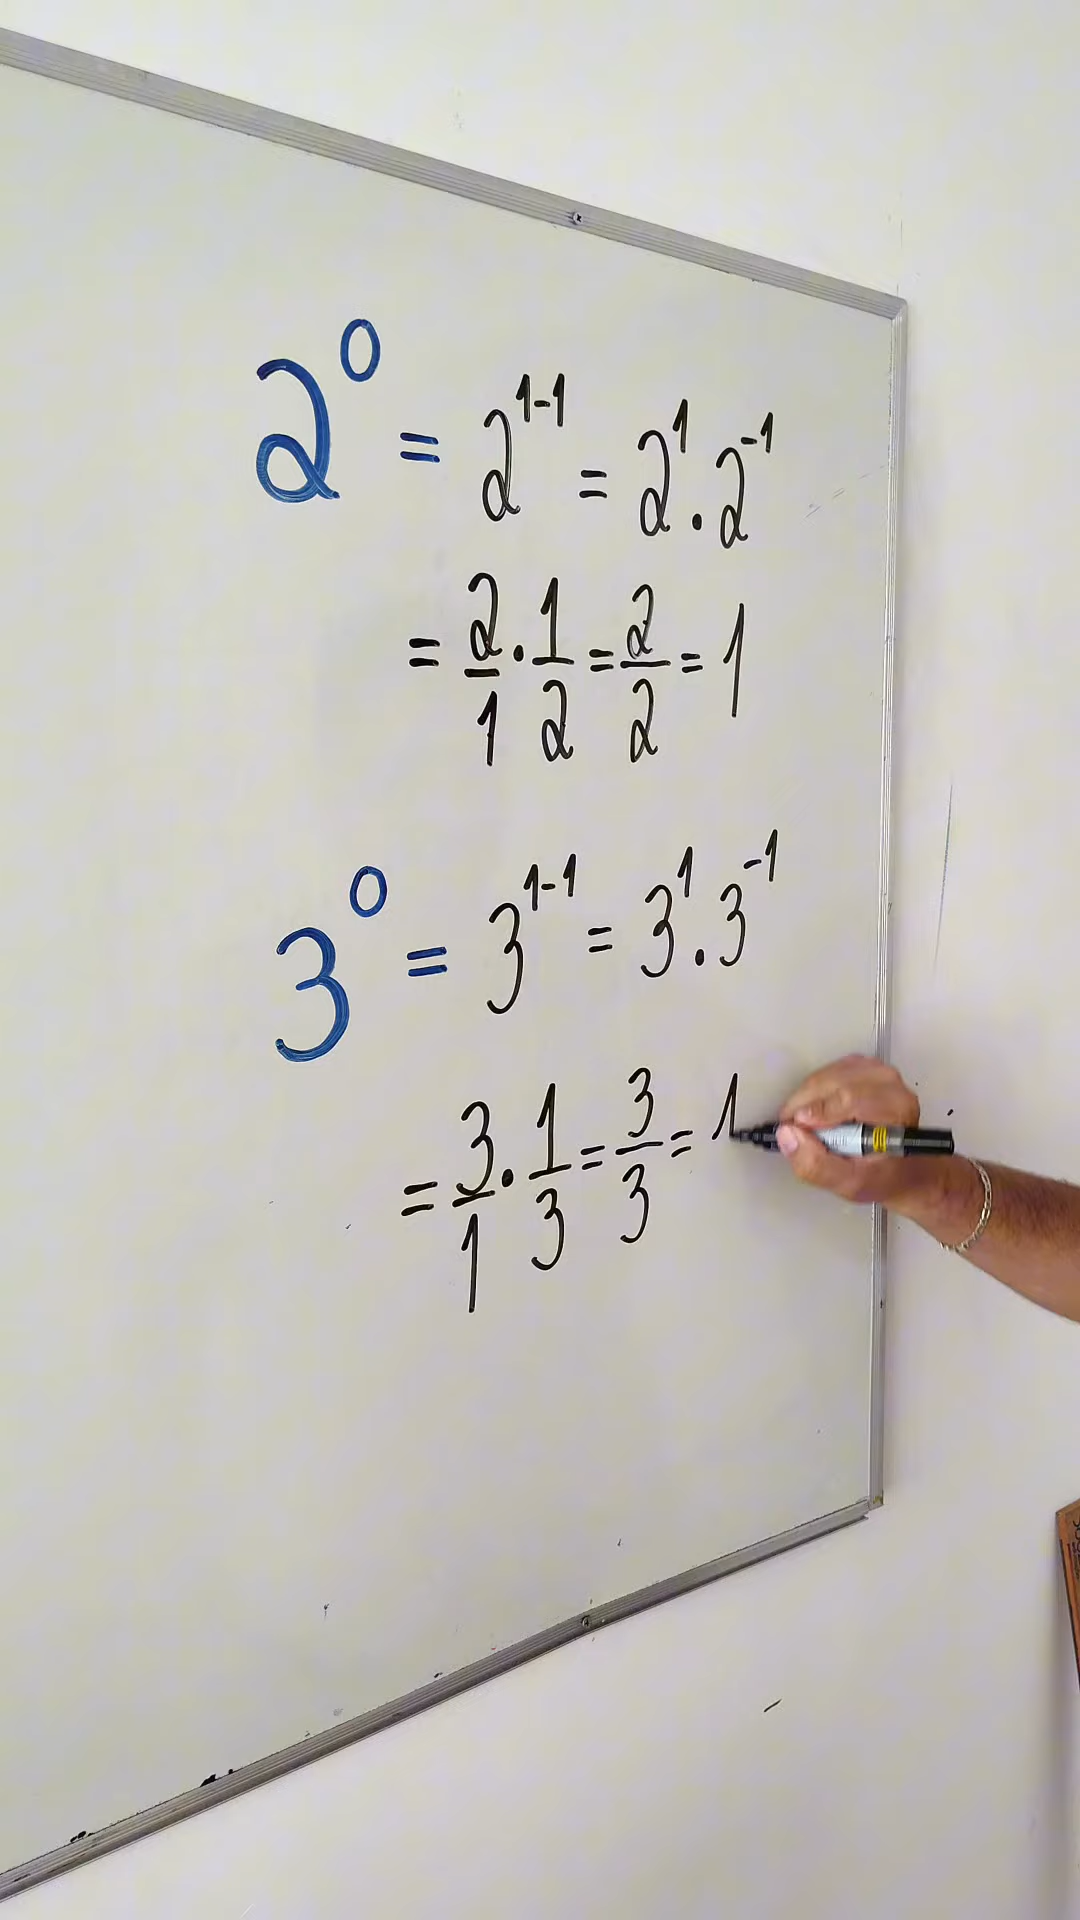 2⁰ = 2¹⁻¹ = 2¹ . 2⁻¹
= 2/1 . 1/2 = 2/2 = 1
3⁰ = 3¹⁻¹ = 3¹ . 3⁻¹
= 3/1 . 1/3 = 3/3 = 1